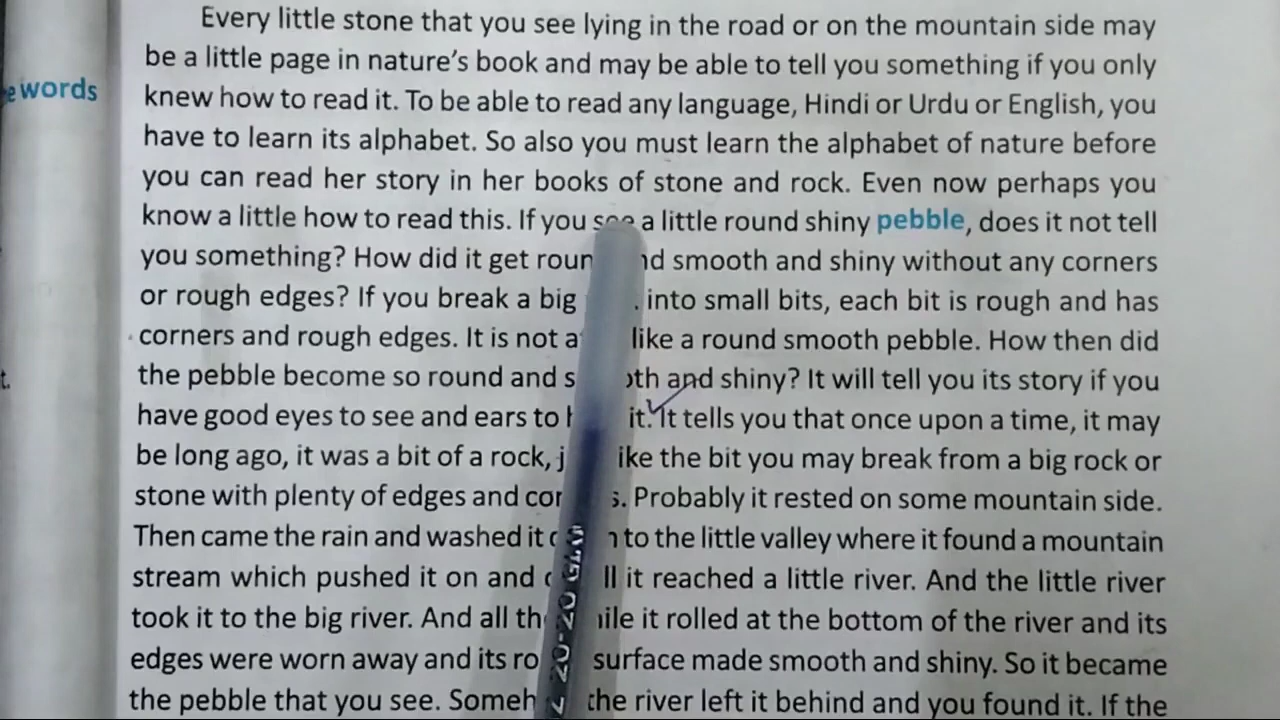 Every little stone that you see lying in the road or on the mountain side may
be a little page in nature's book and may be able to tell you something if you only
words
knew how to read it. To be able to read any language, Hindi or Urdu or English, you
have to learn its alphabet. So also you must learn the alphabet of nature before
you can read her story in her books of stone and rock. Even now perhaps you
know a little how to read this. If you see a little round shiny pebble, does it not tell
you something? How did it get roun nd smooth and shiny without any corners
or rough edges? If you break a big into small bits, each bit is rough and has
corners and rough edges. It is not a like a round smooth pebble. How then did
t.
the pebble become so round and s oth and shiny? It will tell you its story if you
have good eyes to see and ears to h it. It tells you that once upon a time, it may
be long ago, it was a bit of a rock, j ike the bit you may break from a big rock or
stone with plenty of edges and cor s. Probably it rested on some mountain side.
Then came the rain and washed it n to the little valley where it found a mountain
stream which pushed it on and ll it reached a little river. And the little river
took it to the big river. And all th ile it rolled at the bottom of the river and its
edges were worn away and its ro surface made smooth and shiny. So it became
the pebble that you see. Someh the river left it behind and you found it. If the